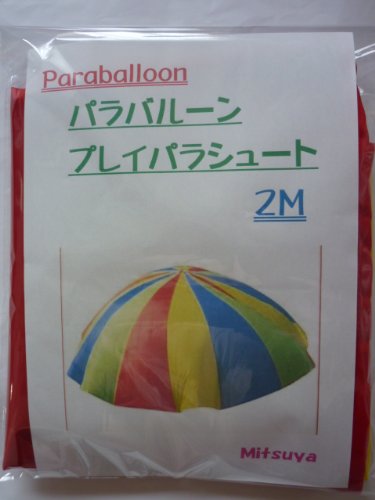 Paraballoon
パラバルーン
プレイパラシュート
2M
Mitsuya